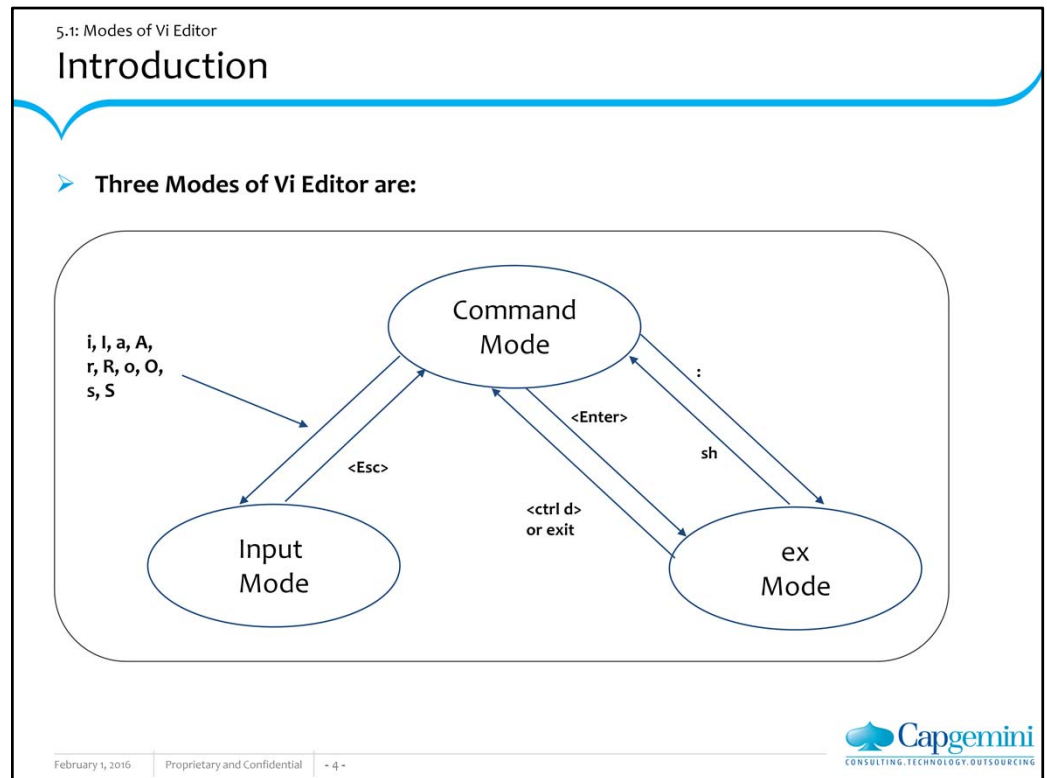 5.1: Modes of Vi Editor
Introduction
Three Modes of Vi Editor are:
Command
Mode
i, I, a, A,
r, R, o, O,
s, S
:
<Enter>
sh
<Esc>
<ctrl d>
or exit
Input
Mode
ex
Mode
February 1, 2016
Proprietary and Confidential
- 4 -
Capgemini
CONSULTING.TECHNOLOGY.OUTSOURCING